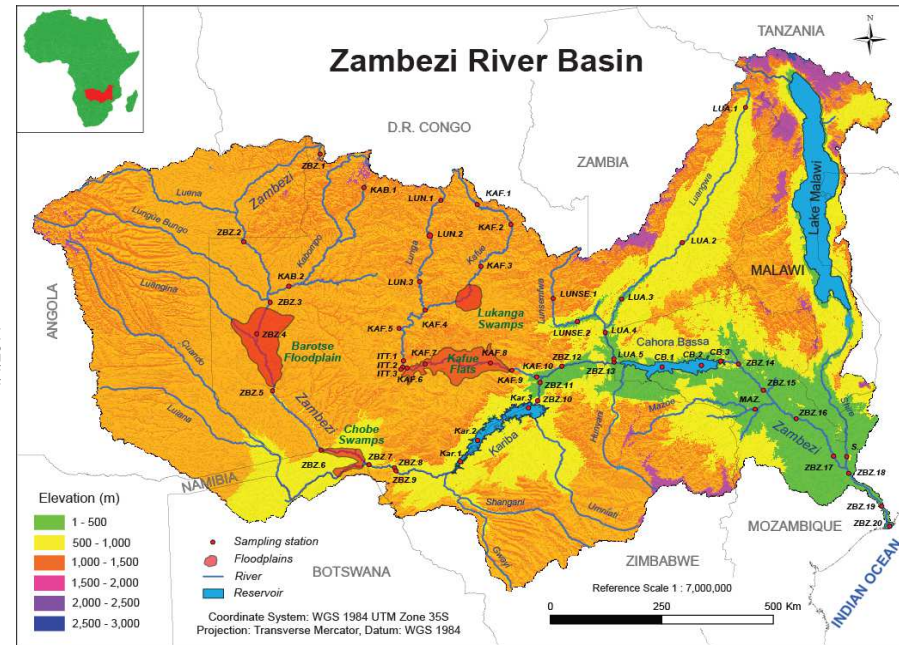 Zambezi River Basin
TANZANIA
N
D.R. CONGO
ZAMBIA
ANGOLA
NAMIBIA
BOTSWANA
ZIMBABWE
MOZAMBIQUE
MALAWI
INDIAN OCEAN
Lake Malawi
LUA.1
ZBZ.1
KAB.1
LUN.1
KAF.1
Luena
Zambezi
Lungúe Bungo
ZBZ.2
Kabompo
LUN.2
KAF.2
Luangwa
LUA.2
Lunga
Kafue
KAF.3
Luangina
KAB.2
LUN.3
ZBZ.3
Lukanga
Swamps
Lunsemfwa
LUNSE.1
LUA.3
Cuando
ZBZ.4
Barotse
Floodplain
KAF.5
KAF.4
LUNSE.2
LUA.4
Cahora Bassa
ITT.1
ITT.2
ITT.3
KAF.7
Kafue
Flats
KAF.8
KAF.6
KAF.9
KAF.10
ZBZ.12
LUA.5
ZBZ.13
CB.1
CB.2
CB.3
ZBZ.14
Luiana
ZBZ.5
ZBZ.11
ZBZ.10
ZBZ.15
Zambezi
Kar.3
Kar.2
Kar.1
Kariba
Hunyani
Mazoe
MAZ.
ZBZ.16
Shire
Chobe
Swamps
ZBZ.6
ZBZ.7
ZBZ.8
ZBZ.9
Zambezi
ZBZ.17
S.
ZBZ.18
ZBZ.19
ZBZ.20
Shangani
Umniati
Gwayi
Elevation (m)
1 - 500
500 - 1,000
1,000 - 1,500
1,500 - 2,000
2,000 - 2,500
2,500 - 3,000
Sampling station
Floodplains
River
Reservoir
Coordinate System: WGS 1984 UTM Zone 35S
Projection: Transverse Mercator, Datum: WGS 1984
Reference Scale 1 : 7,000,000
0 250 500 Km